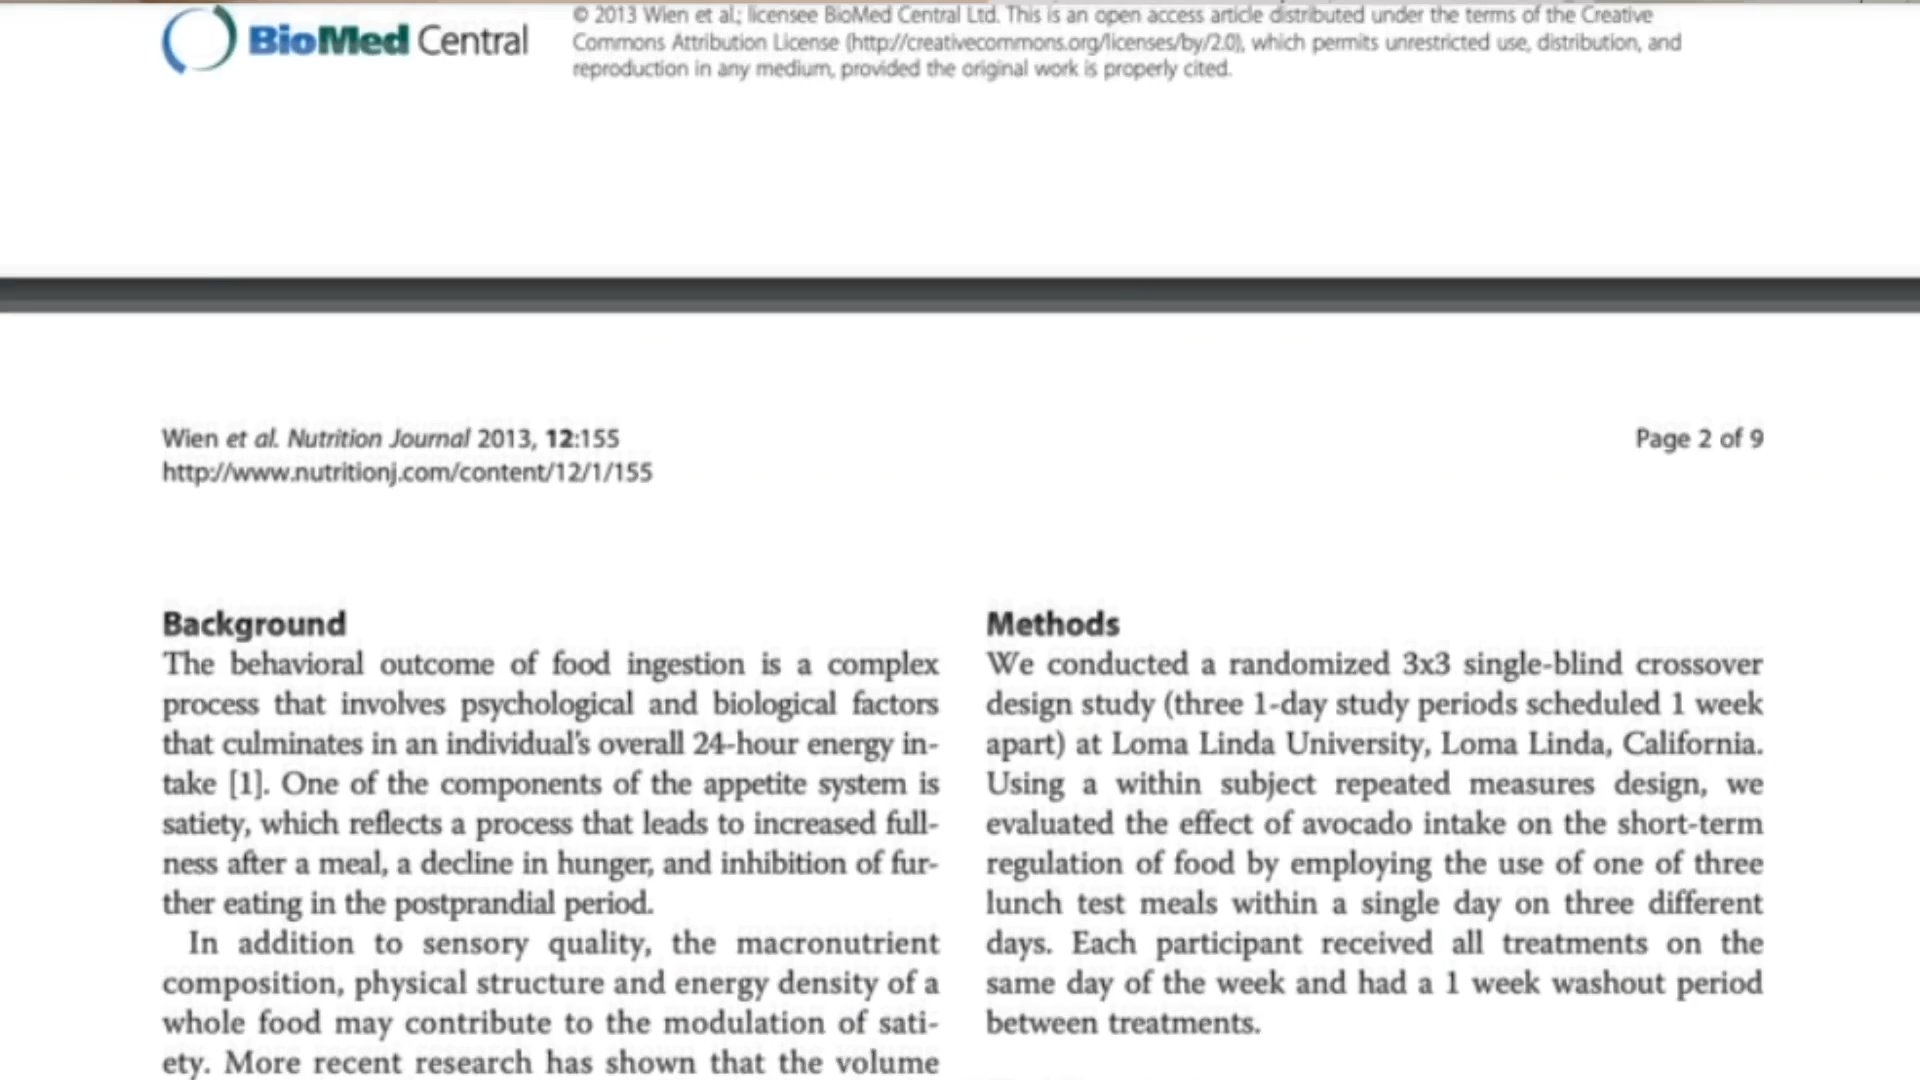 BioMed Central
© 2013 Wien et al.; licensee BioMed Central Ltd. This is an open access article distributed under the terms of the Creative
Commons Attribution License (http://creativecommons.org/licenses/by/2.0), which permits unrestricted use, distribution, and
reproduction in any medium, provided the original work is properly cited.
Wien et al. Nutrition Journal 2013, 12:155
http://www.nutritionj.com/content/12/1/155
Page 2 of 9
Background
The behavioral outcome of food ingestion is a complex
process that involves psychological and biological factors
that culminates in an individual's overall 24-hour energy in-
take [1]. One of the components of the appetite system is
satiety, which reflects a process that leads to increased full-
ness after a meal, a decline in hunger, and inhibition of fur-
ther eating in the postprandial period.
In addition to sensory quality, the macronutrient
composition, physical structure and energy density of a
whole food may contribute to the modulation of sati-
ety. More recent research has shown that the volume
Methods
We conducted a randomized 3x3 single-blind crossover
design study (three 1-day study periods scheduled 1 week
apart) at Loma Linda University, Loma Linda, California.
Using a within subject repeated measures design, we
evaluated the effect of avocado intake on the short-term
regulation of food by employing the use of one of three
lunch test meals within a single day on three different
days. Each participant received all treatments on the
same day of the week and had a 1 week washout period
between treatments.